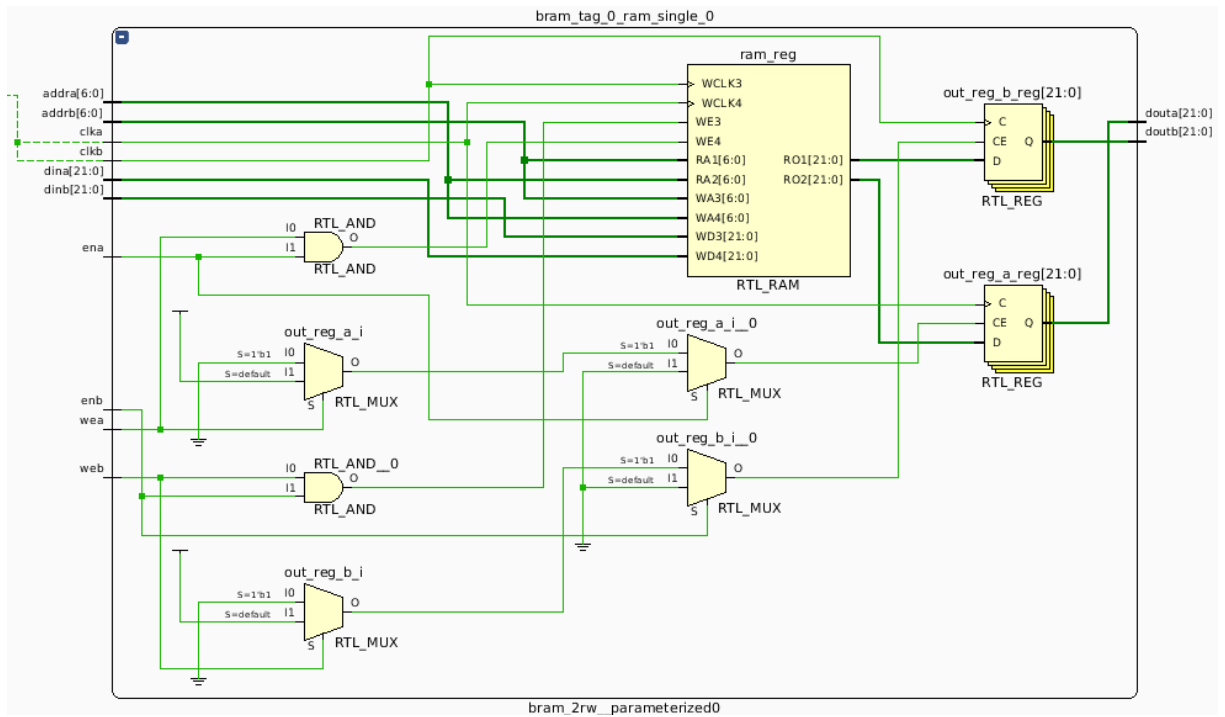 bram_tag_0_ram_single_0
ram_reg
WCLK3
WCLK4
WE3
WE4
RA1[6:0]
RA2[6:0]
WA3[6:0]
WA4[6:0]
WD3[21:0]
WD4[21:0]
RO1[21:0]
RO2[21:0]
RTL_RAM
addra[6:0]
addrb[6:0]
clka
clkb
dina[21:0]
dinb[21:0]
ena
enb
wea
web
RTL_AND
I0
I1
O
RTL_AND
out_reg_a_i
S=1'b1 I0
S=default I1
O
S
RTL_MUX
RTL_AND__0
I0
I1
O
RTL_AND
out_reg_b_i
S=1'b1 I0
S=default I1
O
S
RTL_MUX
out_reg_a_i__0
S=1'b1 I0
S=default I1
O
S
RTL_MUX
out_reg_b_i__0
S=1'b1 I0
S=default I1
O
S
RTL_MUX
out_reg_b_reg[21:0]
C
CE
D
Q
RTL_REG
out_reg_a_reg[21:0]
C
CE
D
Q
RTL_REG
douta[21:0]
doutb[21:0]
bram_2rw__parameterized0